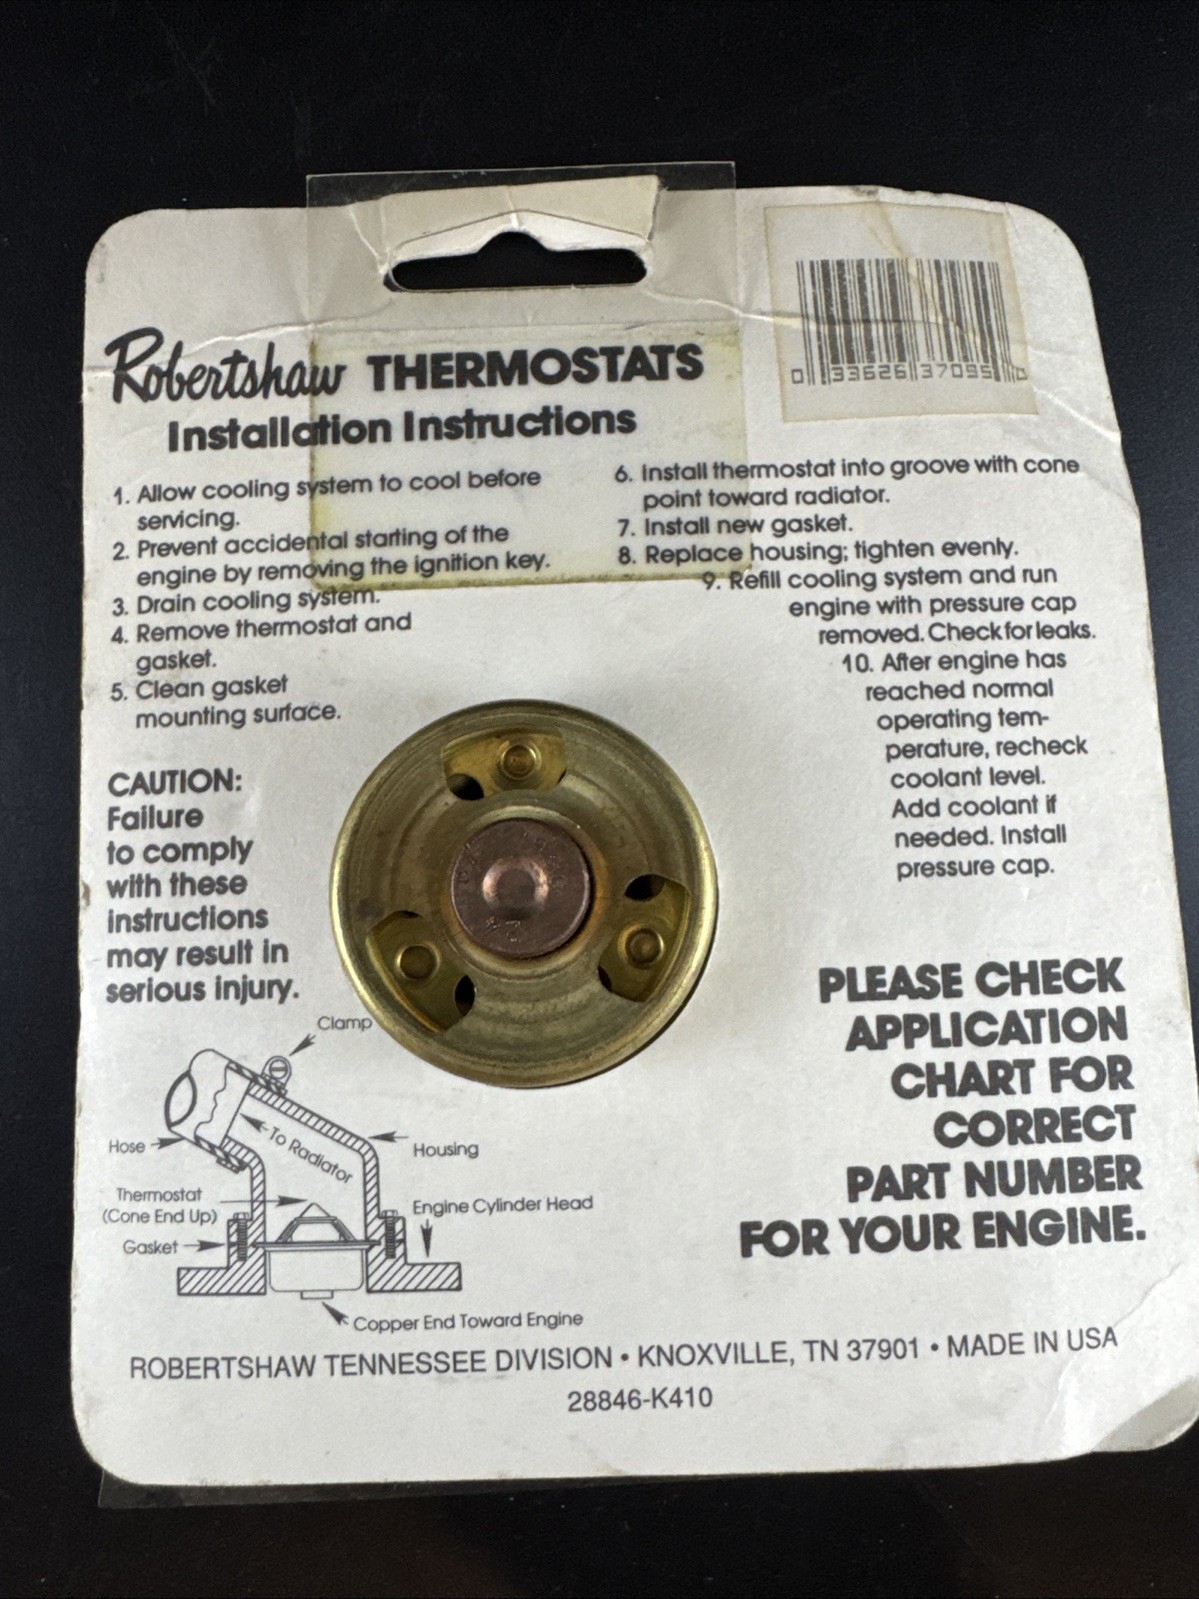 0 33626 37095
Robertshaw THERMOSTATS
Installation Instructions
1. Allow cooling system to cool before
servicing.
2. Prevent accidental starting of the
engine by removing the ignition key.
3. Drain cooling system.
4. Remove thermostat and
gasket.
5. Clean gasket
mounting surface.
6. Install thermostat into groove with cone
point toward radiator.
7. Install new gasket.
8. Replace housing; tighten evenly.
9. Refill cooling system and run
engine with pressure cap
removed. Check for leaks.
10. After engine has
reached normal
operating tem-
perature, recheck
coolant level.
Add coolant if
needed. Install
pressure cap.
CAUTION:
Failure
to comply
with these
instructions
may result in
serious injury.
Clamp
Hose
To Radiator
Housing
Thermostat
(Cone End Up)
Engine Cylinder Head
Gasket
Copper End Toward Engine
PLEASE CHECK
APPLICATION
CHART FOR
CORRECT
PART NUMBER
FOR YOUR ENGINE.
ROBERTSHAW TENNESSEE DIVISION • KNOXVILLE, TN 37901 • MADE IN USA
28846-K410